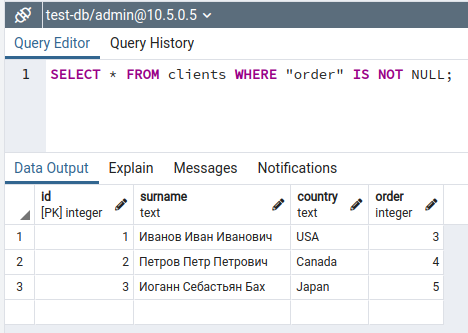 test-db/admin@10.5.0.5
Query Editor Query History
1 SELECT * FROM clients WHERE "order" IS NOT NULL;
Data Output Explain Messages Notifications
id surname country order
[PK] integer text text integer
1 1 Иванов Иван Иванович USA 3
2 2 Петров Петр Петрович Canada 4
3 3 Иоганн Себастьян Бах Japan 5